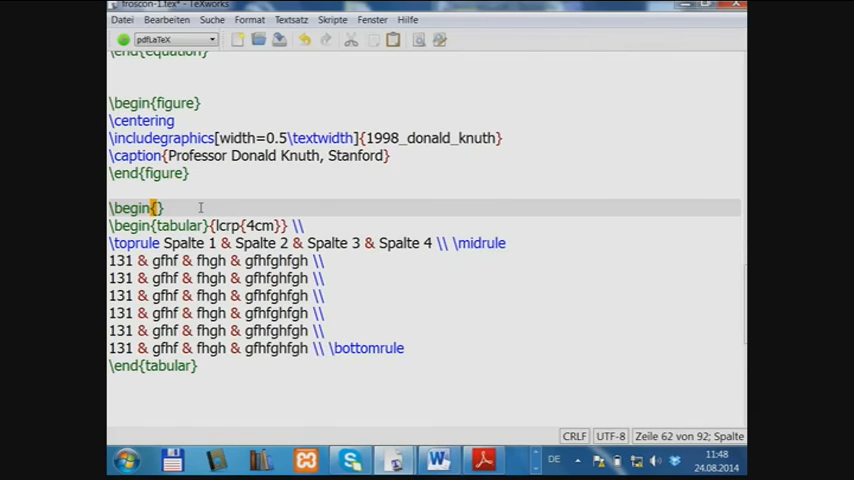 froscon-1.tex* - TeXworks
Datei Bearbeiten Suche Format Textsatz Skripte Fenster Hilfe
pdfLaTeX
\end{equation}
\begin{figure}
\centering
\includegraphics[width=0.5\textwidth]{1998_donald_knuth}
\caption{Professor Donald Knuth, Stanford}
\end{figure}
\begin{}
\begin{tabular}{lcrp{4cm}} \\
\toprule Spalte 1 & Spalte 2 & Spalte 3 & Spalte 4 \\ \midrule
131 & gfhf & fhgh & gfhfghfgh \\
131 & gfhf & fhgh & gfhfghfgh \\
131 & gfhf & fhgh & gfhfghfgh \\
131 & gfhf & fhgh & gfhfghfgh \\
131 & gfhf & fhgh & gfhfghfgh \\
131 & gfhf & fhgh & gfhfghfgh \\ \bottomrule
\end{tabular}
CRLF UTF-8 Zeile 62 von 92; Spalte
DE 11:48
24.08.2014